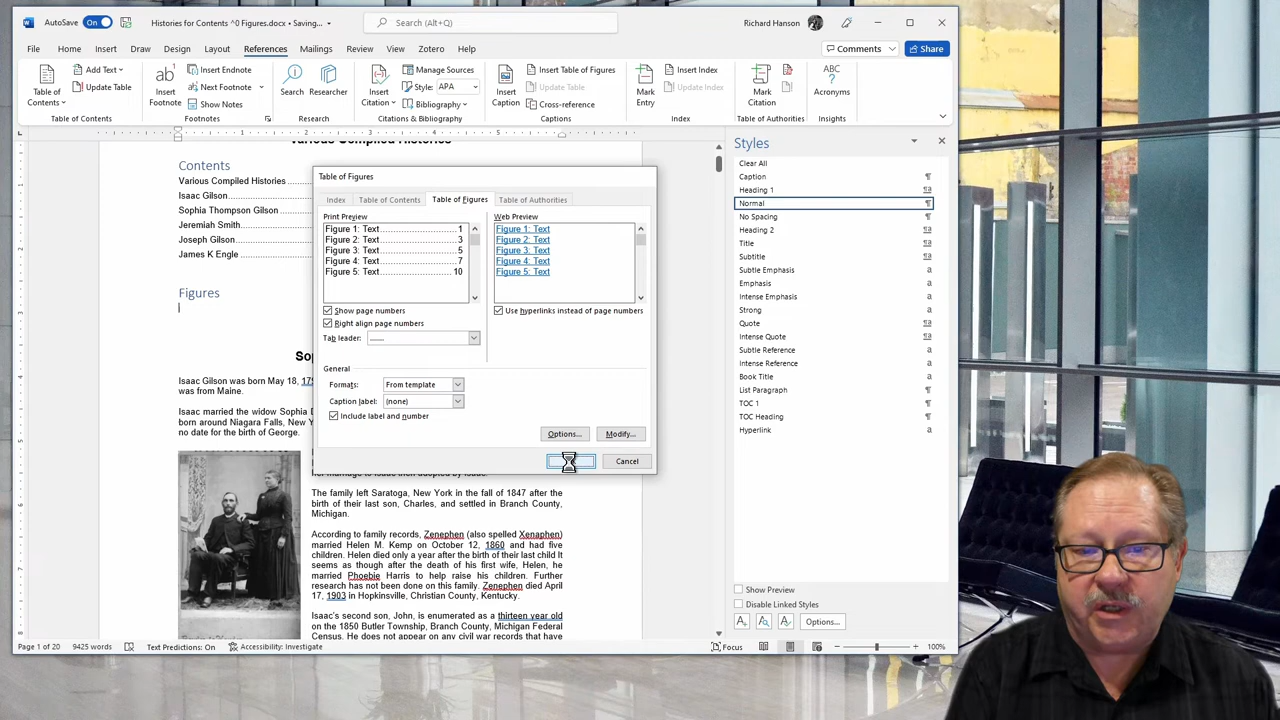 AutoSave On Histories for Contents ^0 Figures.docx • Saving... Search (Alt+Q) Richard Hanson
File Home Insert Draw Design Layout References Mailings Review View Zotero Help Comments Share
Table of Contents
Add Text
Update Table
Table of Contents
Insert Footnote
Insert Endnote
Next Footnote
Show Notes
Footnotes
Search
Researcher
Research
Insert Citation
Manage Sources
Style: APA
Bibliography
Citations & Bibliography
Insert Caption
Insert Table of Figures
Update Table
Cross-reference
Captions
Mark Entry
Insert Index
Update Index
Index
Mark Citation
Table of Authorities
Acronyms
Insights
Various Compiled Histories
Contents
Various Compiled Histories
Isaac Gilson
Sophia Thompson Gilson
Jeremiah Smith
Joseph Gilson
James K Engle
Figures
So
Isaac Gilson was born May 18,
was from Maine.
Isaac married the widow Sophia
born around Niagara Falls, New Y
no date for the birth of George.
her marriage to Isaac then adopted by Isaac.
The family left Saratoga, New York in the fall of 1847 after the
birth of their last son, Charles, and settled in Branch County,
Michigan.
According to family records, Zenephen (also spelled Xenaphen)
married Helen M. Kemp on October 12, 1860 and had five
children. Helen died only a year after the birth of their last child It
seems as though after the death of his first wife, Helen, he
married Phoebie Harris to help raise his children. Further
research has not been done on this family. Zenephen died April
17, 1903 in Hopkinsville, Christian County, Kentucky.
Isaac's second son, John, is enumerated as a thirteen year old
on the 1850 Butler Township, Branch County, Michigan Federal
Census. He does not appear on any civil war records that have
Table of Figures
Index Table of Contents Table of Figures Table of Authorities
Print Preview
Figure 1: Text 1
Figure 2: Text 3
Figure 3: Text 5
Figure 4: Text 7
Figure 5: Text 10
Show page numbers
Right align page numbers
Tab leader: .......
Web Preview
Figure 1: Text
Figure 2: Text
Figure 3: Text
Figure 4: Text
Figure 5: Text
Use hyperlinks instead of page numbers
General
Formats: From template
Caption label: (none)
Include label and number
Options... Modify...
Cancel
Styles
Clear All
Caption ¶
Heading 1 ¶a
Normal ¶
No Spacing ¶
Heading 2 ¶a
Title ¶a
Subtitle ¶a
Subtle Emphasis a
Emphasis a
Intense Emphasis a
Strong a
Quote ¶a
Intense Quote ¶a
Subtle Reference a
Intense Reference a
Book Title a
List Paragraph ¶
TOC 1 ¶
TOC Heading ¶
Hyperlink a
Show Preview
Disable Linked Styles
Options...
Page 1 of 20 9425 words Text Predictions: On Accessibility: Investigate Focus 100%